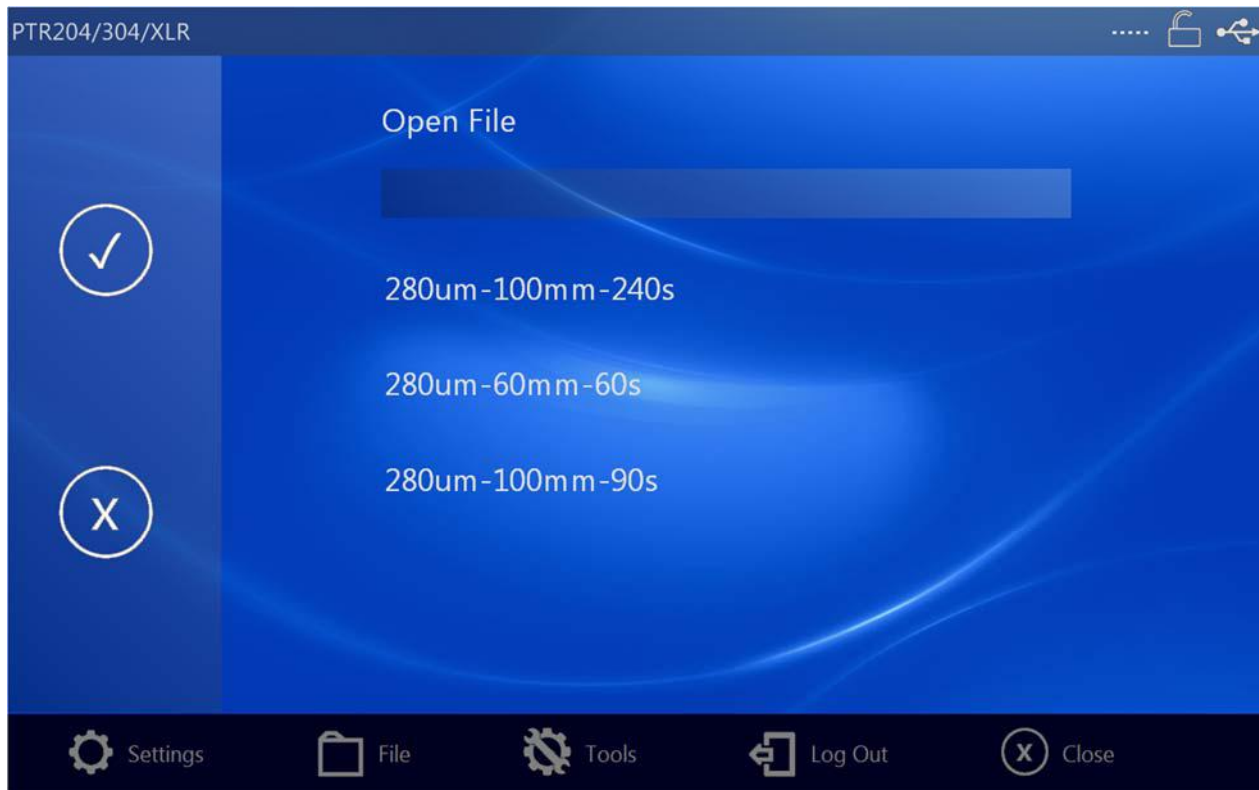 PTR204/304/XLR
Open File
280um-100mm-240s
280um-60mm-60s
280um-100mm-90s
X
Settings
File
Tools
Log Out
X
Close